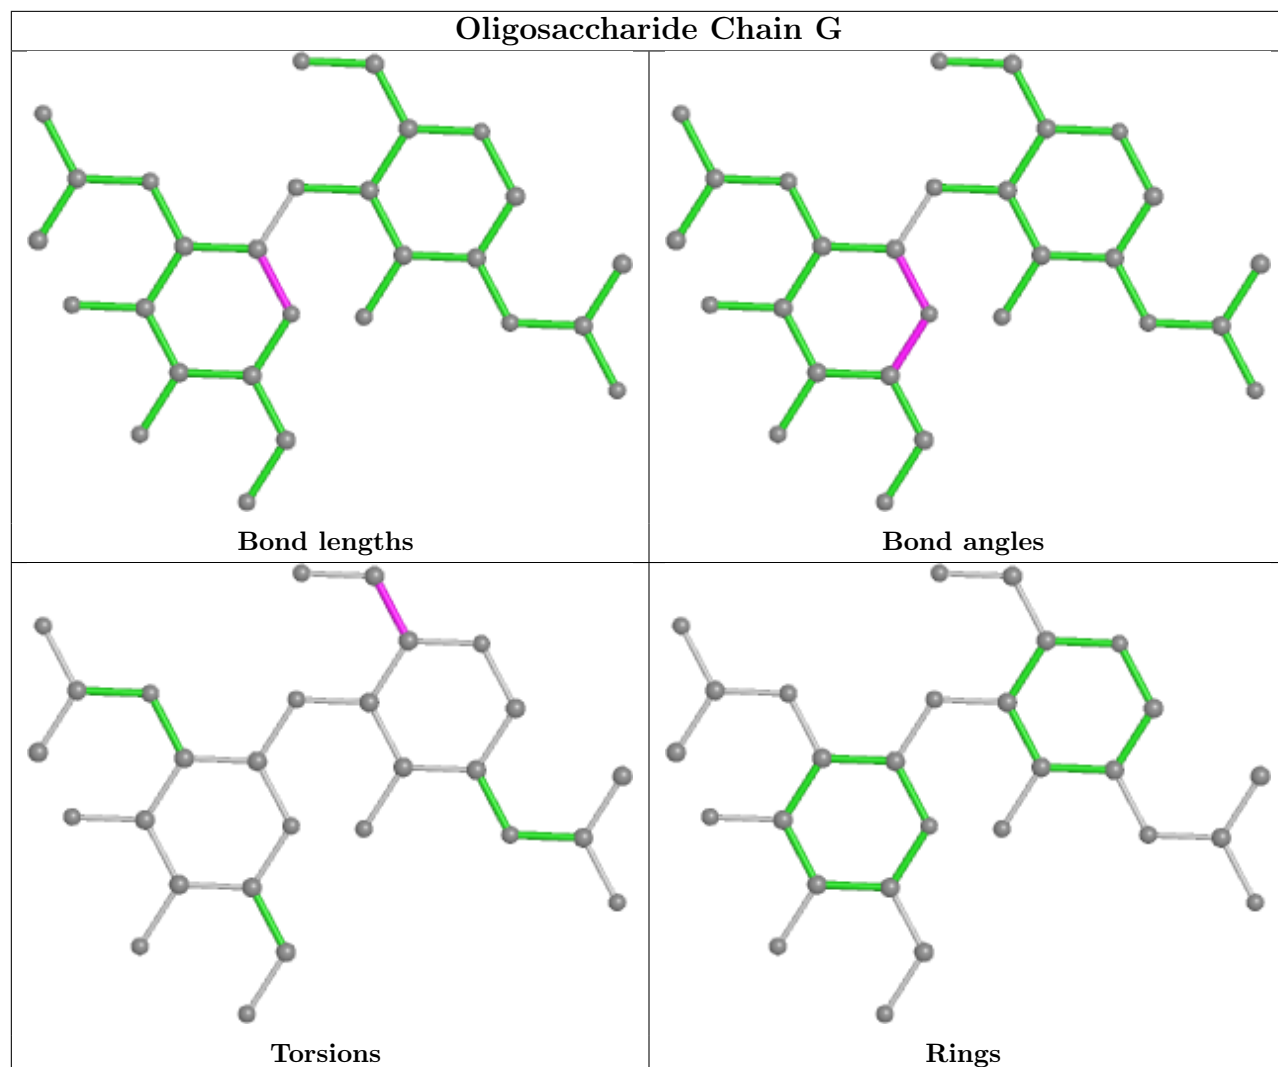 Oligosaccharide Chain G
Bond lengths
Bond angles
Torsions
Rings